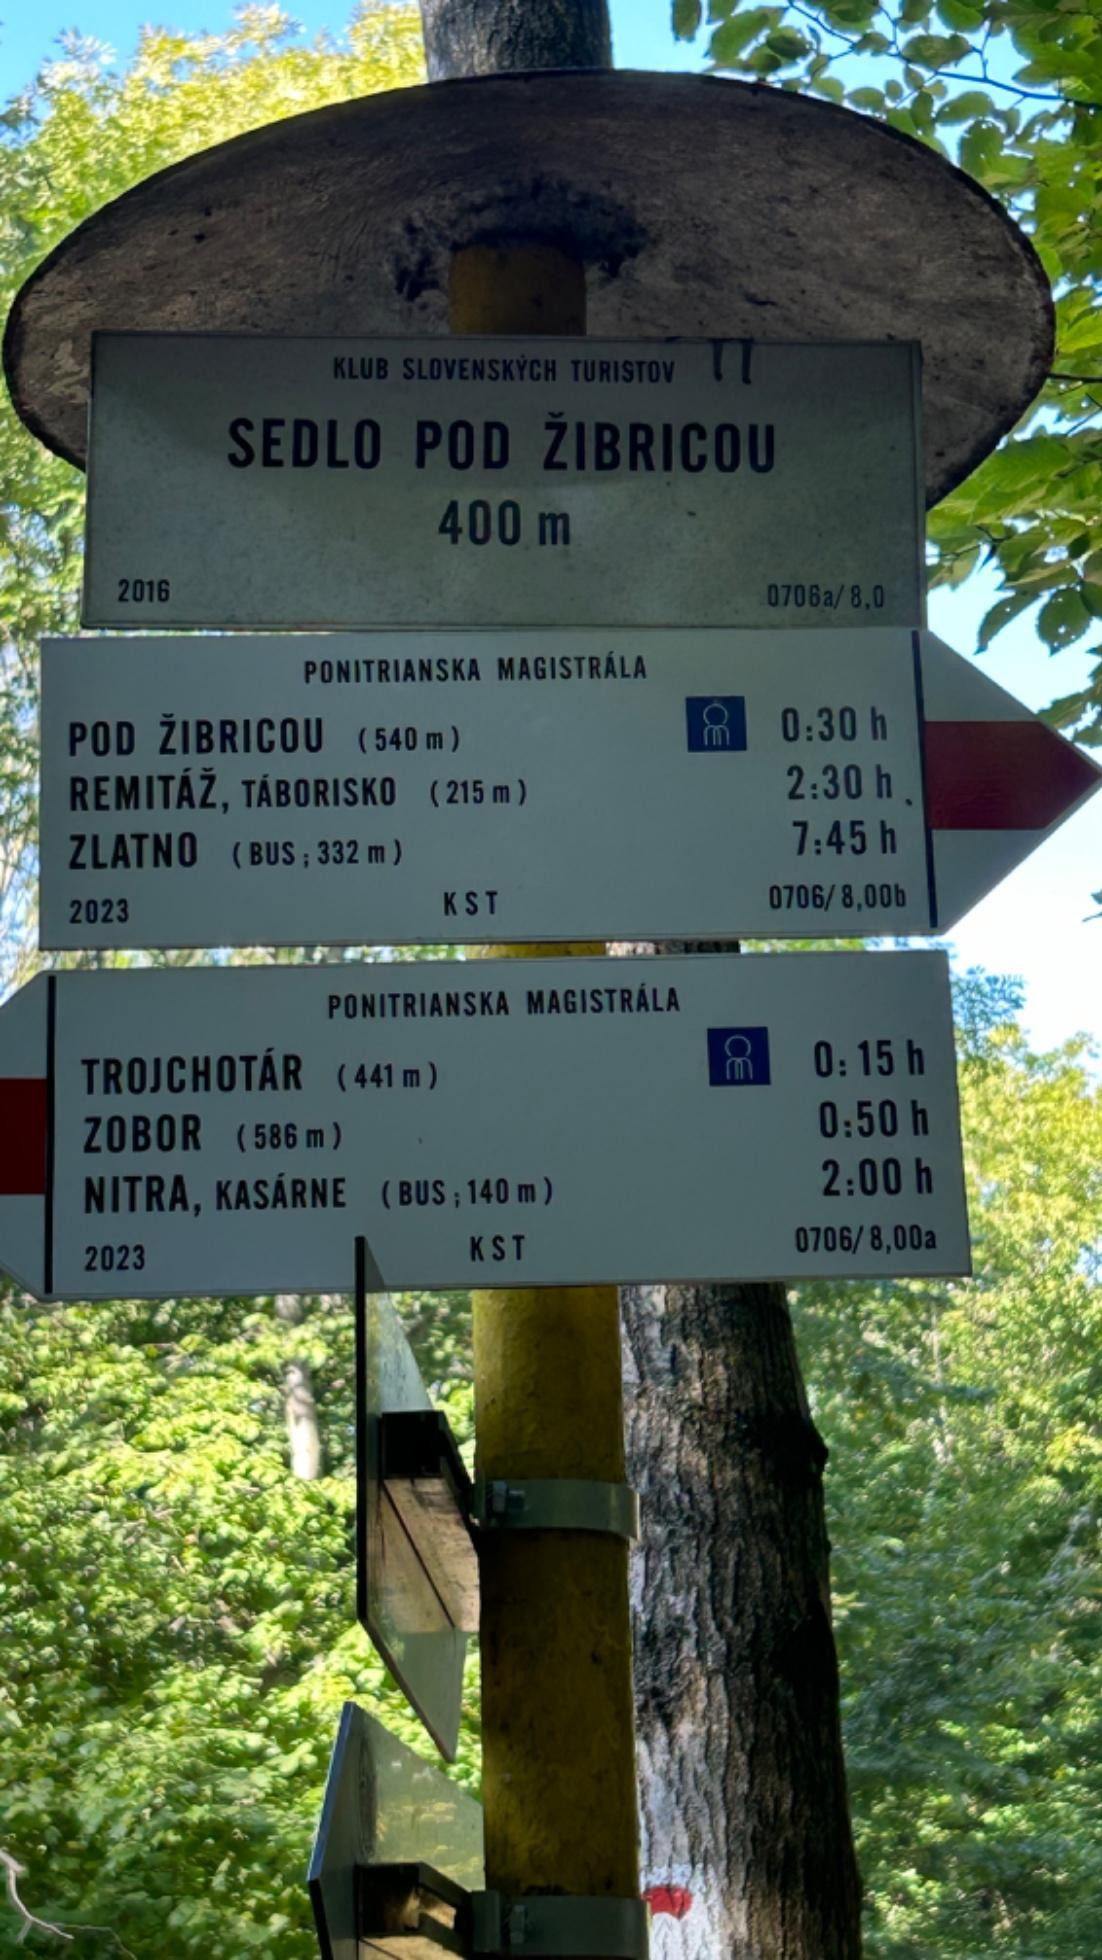 KLUB SLOVENSKÝCH TURISTOV
SEDLO POD ŽIBRICOU
400 m
2016 0706a/ 8,0
PONITRIANSKA MAGISTRÁLA
POD ŽIBRICOU (540 m) 0:30 h
REMITÁŽ, TÁBORISKO (215 m) 2:30 h
ZLATNO (BUS; 332 m) 7:45 h
2023 KST 0706/ 8,00b
PONITRIANSKA MAGISTRÁLA
TROJCHOTÁR (441 m) 0:15 h
ZOBOR (586 m) 0:50 h
NITRA, KASÁRNE (BUS; 140 m) 2:00 h
2023 KST 0706/ 8,00a